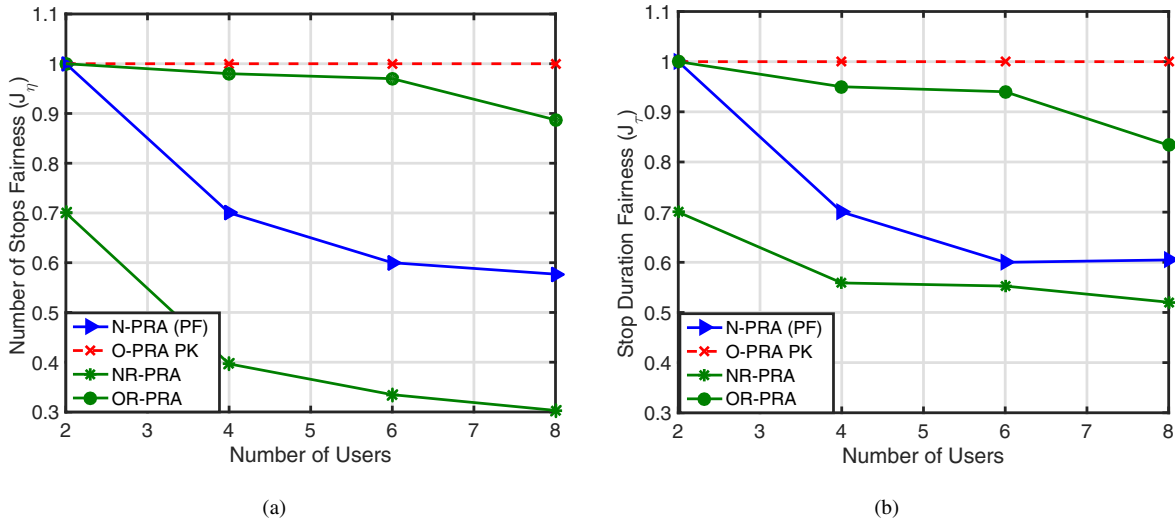 1.1
1
0.9
0.8
0.7
0.6
0.5
0.4
0.3
Number of Stops Fairness (J_η)
N-PRA (PF)
O-PRA PK
NR-PRA
OR-PRA
2 3 4 5 6 7 8
Number of Users
(a)
1.1
1
0.9
0.8
0.7
0.6
0.5
0.4
0.3
Stop Duration Fairness (J_τ)
N-PRA (PF)
O-PRA PK
NR-PRA
OR-PRA
2 3 4 5 6 7 8
Number of Users
(b)